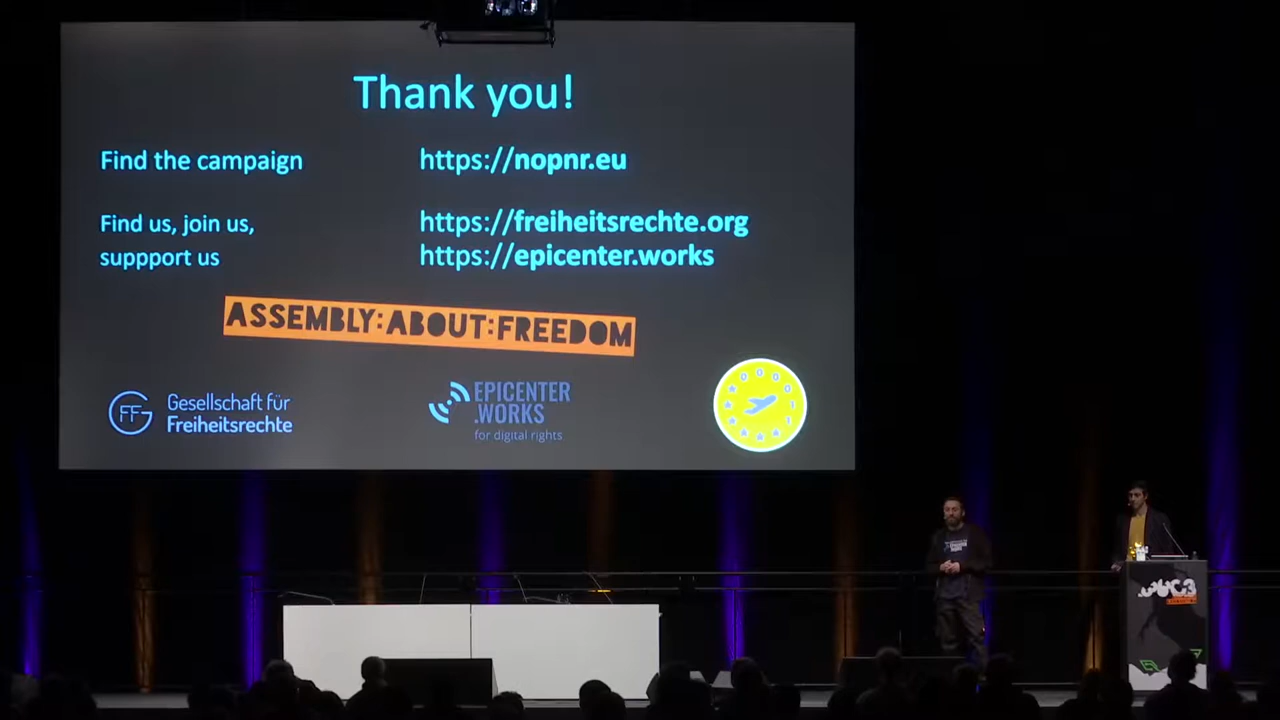 Thank you!
Find the campaign
https://nopnr.eu
Find us, join us,
suppport us
https://freiheitsrechte.org
https://epicenter.works
ASSEMBLY:ABOUT:FREEDOM
GFF
Gesellschaft für
Freiheitsrechte
EPICENTER
.WORKS
for digital rights